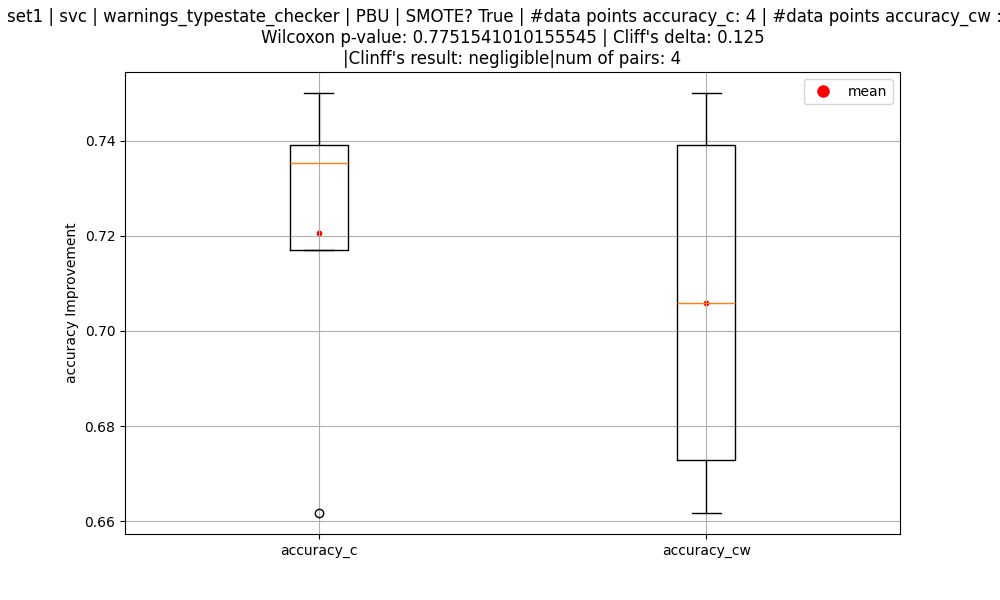 set1 | svc | warnings_typestate_checker | PBU | SMOTE? True | #data points accuracy_c: 4 | #data points accuracy_cw :
Wilcoxon p-value: 0.7751541010155545 | Cliff's delta: 0.125
|Clinff's result: negligible|num of pairs: 4
mean
0.74
0.72
0.70
0.68
0.66
accuracy Improvement
accuracy_c
accuracy_cw